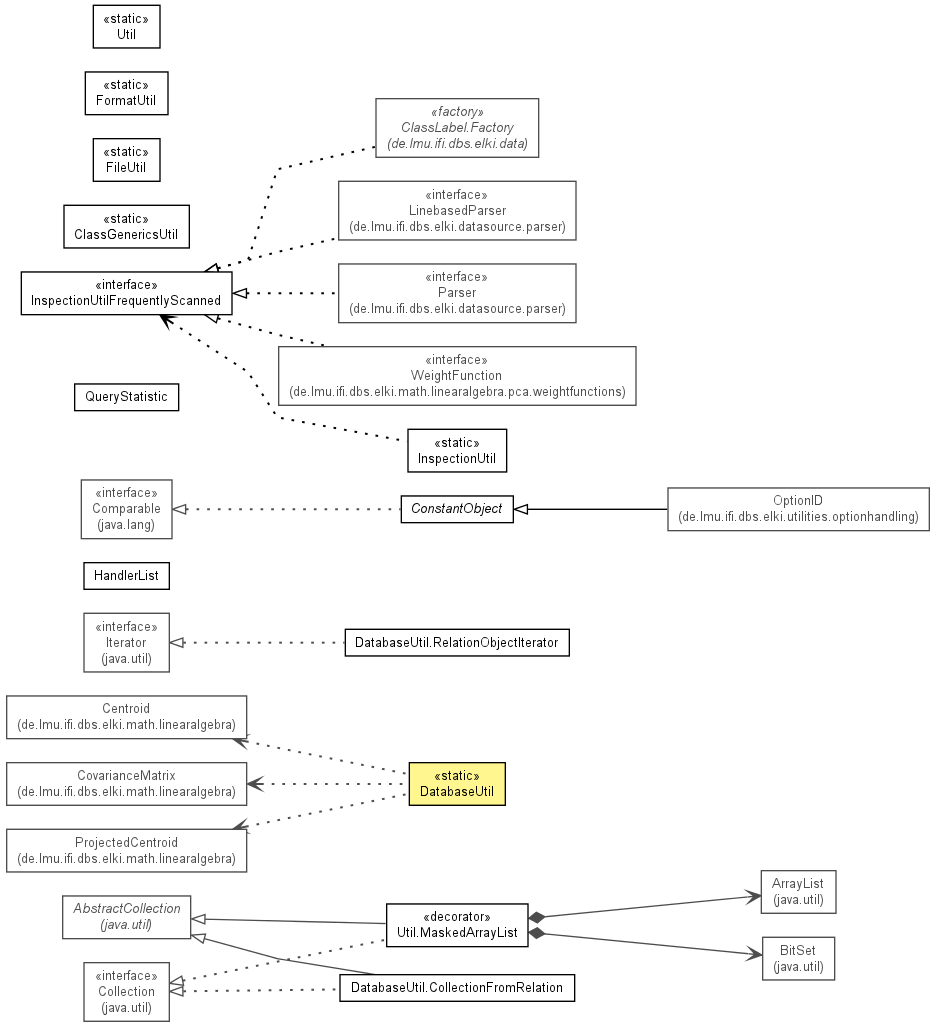 «static»
Util
«static»
FormatUtil
«factory»
ClassLabel.Factory
(de.lmu.ifi.dbs.elki.data)
«static»
FileUtil
«interface»
LinebasedParser
(de.lmu.ifi.dbs.elki.datasource.parser)
«static»
ClassGenericsUtil
«interface»
InspectionUtilFrequentlyScanned
«interface»
Parser
(de.lmu.ifi.dbs.elki.datasource.parser)
«interface»
WeightFunction
(de.lmu.ifi.dbs.elki.math.linearalgebra.pca.weightfunctions)
QueryStatistic
«static»
InspectionUtil
«interface»
Comparable
(java.lang)
ConstantObject
OptionID
(de.lmu.ifi.dbs.elki.utilities.optionhandling)
HandlerList
«interface»
Iterator
(java.util)
DatabaseUtil.RelationObjectIterator
Centroid
(de.lmu.ifi.dbs.elki.math.linearalgebra)
CovarianceMatrix
(de.lmu.ifi.dbs.elki.math.linearalgebra)
«static»
DatabaseUtil
ProjectedCentroid
(de.lmu.ifi.dbs.elki.math.linearalgebra)
AbstractCollection
(java.util)
«decorator»
Util.MaskedArrayList
ArrayList
(java.util)
BitSet
(java.util)
«interface»
Collection
(java.util)
DatabaseUtil.CollectionFromRelation